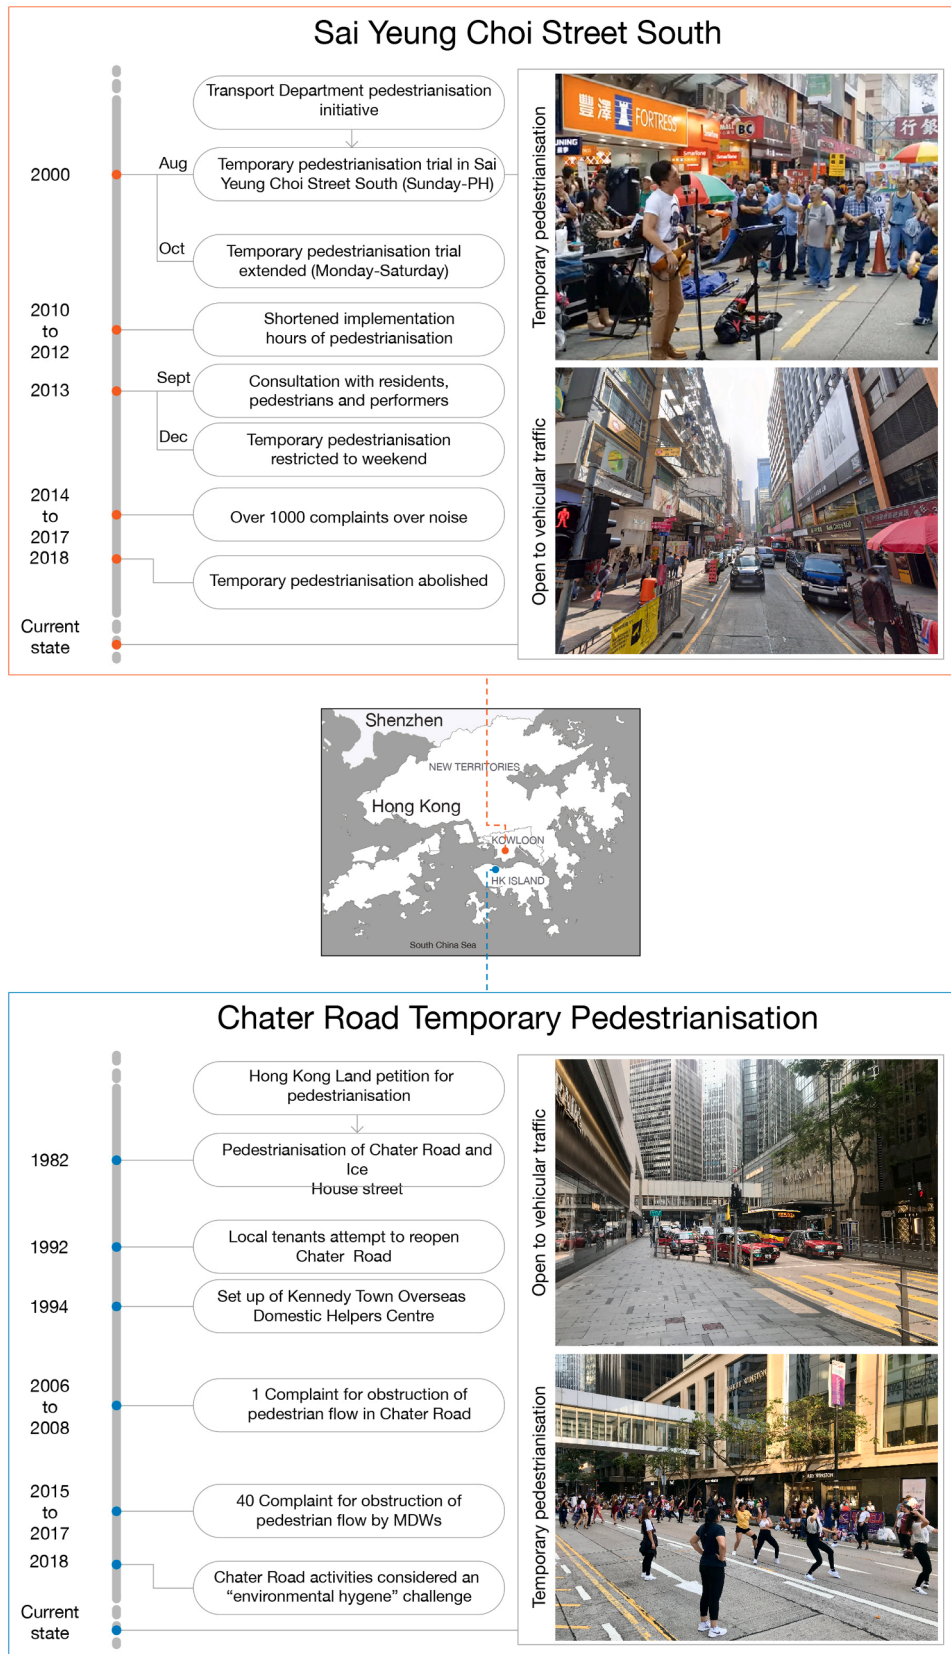 Sai Yeung Choi Street South
Transport Department pedestrianisation
initiative
2000
Aug
Temporary pedestrianisation trial in Sai
Yeung Choi Street South (Sunday-PH)
Oct
Temporary pedestrianisation trial
extended (Monday-Saturday)
2010
to
2012
Shortened implementation
hours of pedestrianisation
2013
Sept
Consultation with residents,
pedestrians and performers
Dec
Temporary pedestrianisation
restricted to weekend
2014
to
2017
Over 1000 complaints over noise
2018
Temporary pedestrianisation abolished
Current
state
Temporary pedestrianisation
豐澤
FORTRESS
BC
行銀
Open to vehicular traffic
Shenzhen
NEW TERRITORIES
Hong Kong
KOWLOON
HK ISLAND
South China Sea
Chater Road Temporary Pedestrianisation
Hong Kong Land petition for
pedestrianisation
1982
Pedestrianisation of Chater Road and
Ice
House street
1992
Local tenants attempt to reopen
Chater Road
1994
Set up of Kennedy Town Overseas
Domestic Helpers Centre
2006
to
2008
1 Complaint for obstruction of
pedestrian flow in Chater Road
2015
to
2017
40 Complaint for obstruction of
pedestrian flow by MDWs
2018
Chater Road activities considered an
“environmental hygene” challenge
Current
state
Open to vehicular traffic
Temporary pedestrianisation